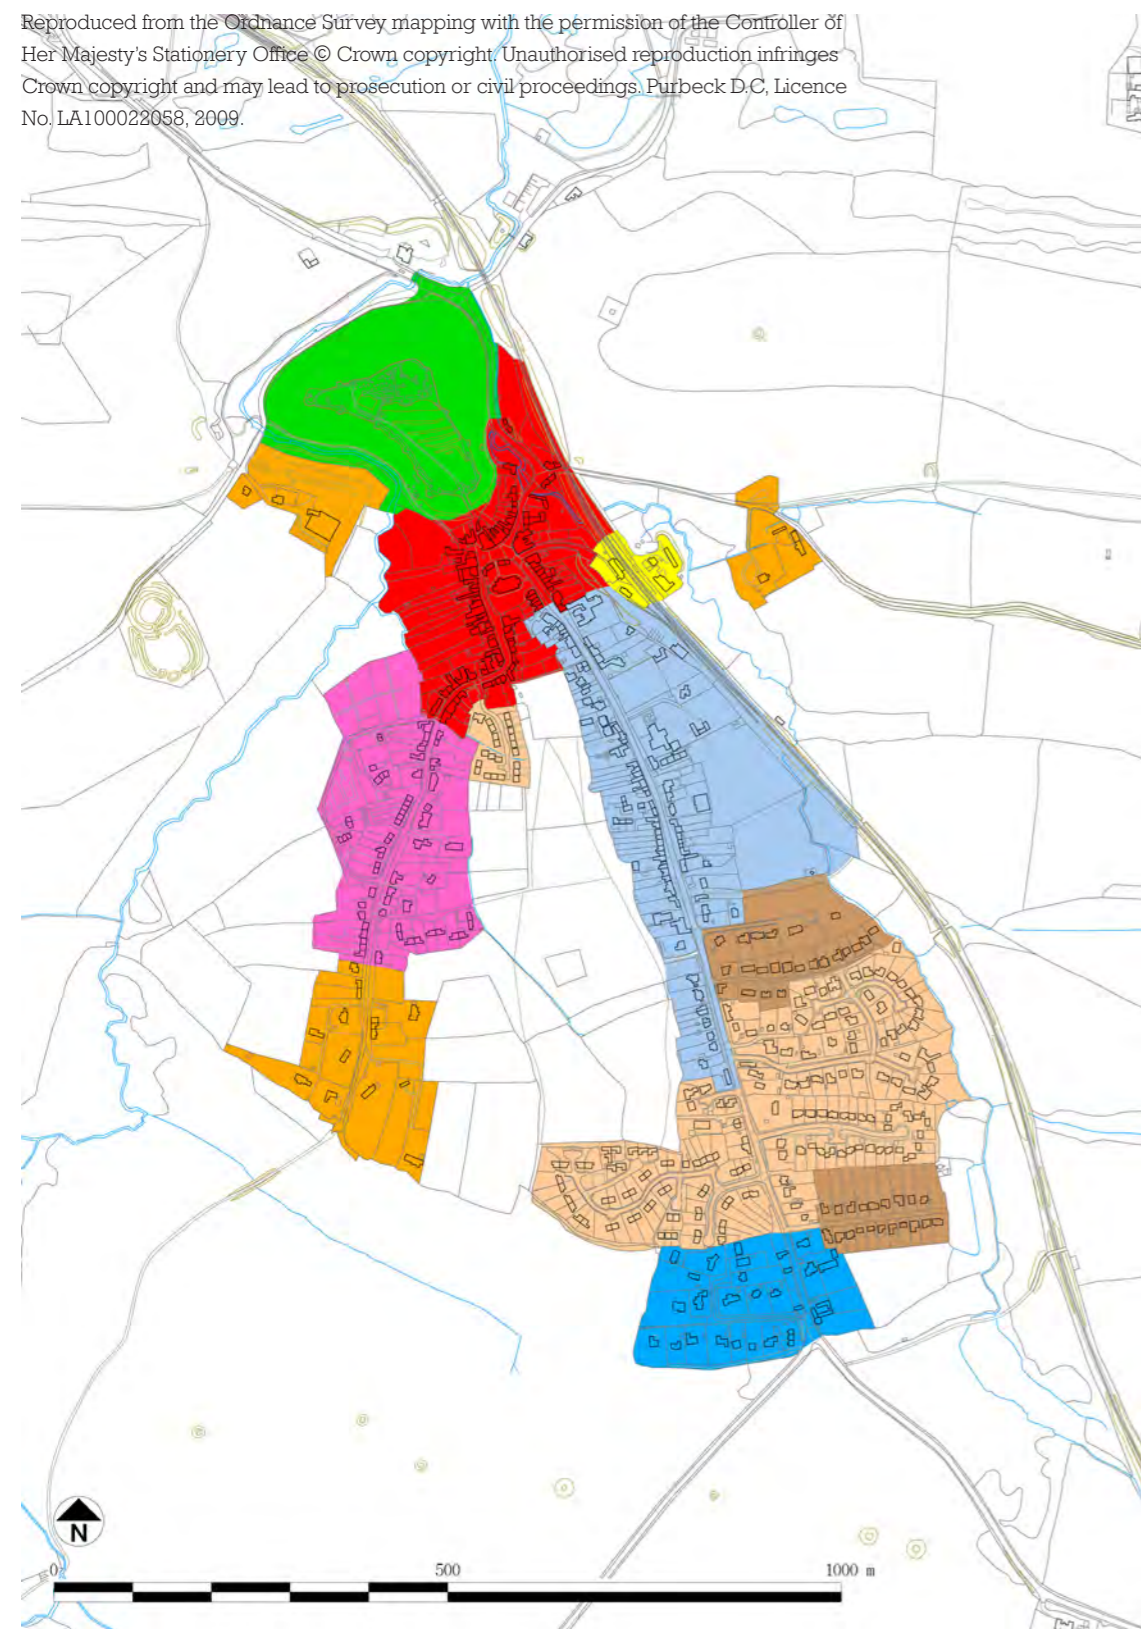 Reproduced from the Ordnance Survey mapping with the permission of the Controller of
Her Majesty's Stationery Office © Crown copyright. Unauthorised reproduction infringes
Crown copyright and may lead to prosecution or civil proceedings. Purbeck D.C, Licence
No. LA100022058, 2009.
N
0 500 1000 m